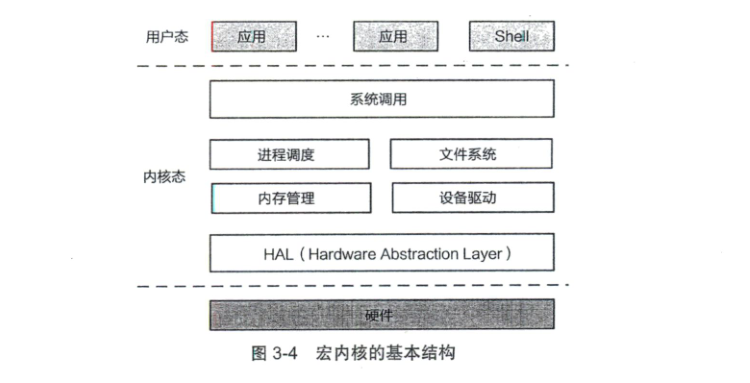 用户态 应用 … 应用 Shell
系统调用
进程调度 文件系统
内核态
内存管理 设备驱动
HAL（Hardware Abstraction Layer）
硬件
图 3-4 宏内核的基本结构